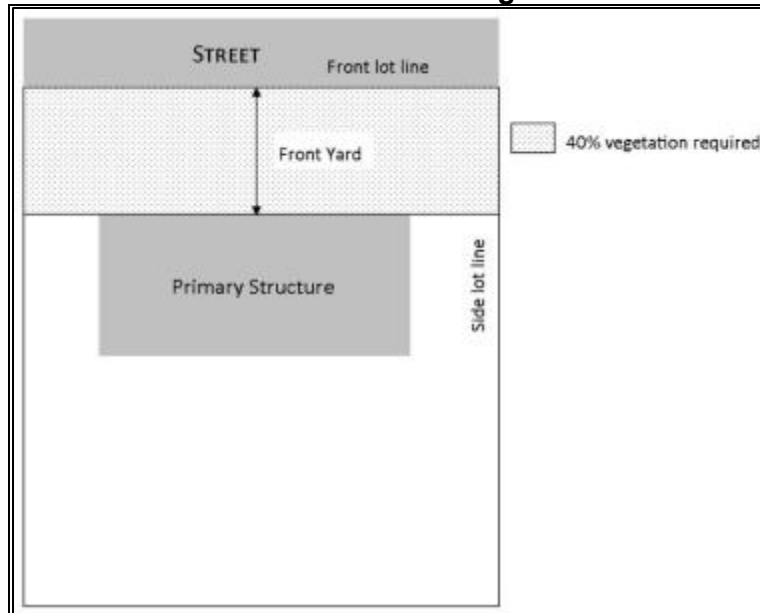 STREET
Front lot line
Front Yard
40% vegetation required
Primary Structure
Side lot line